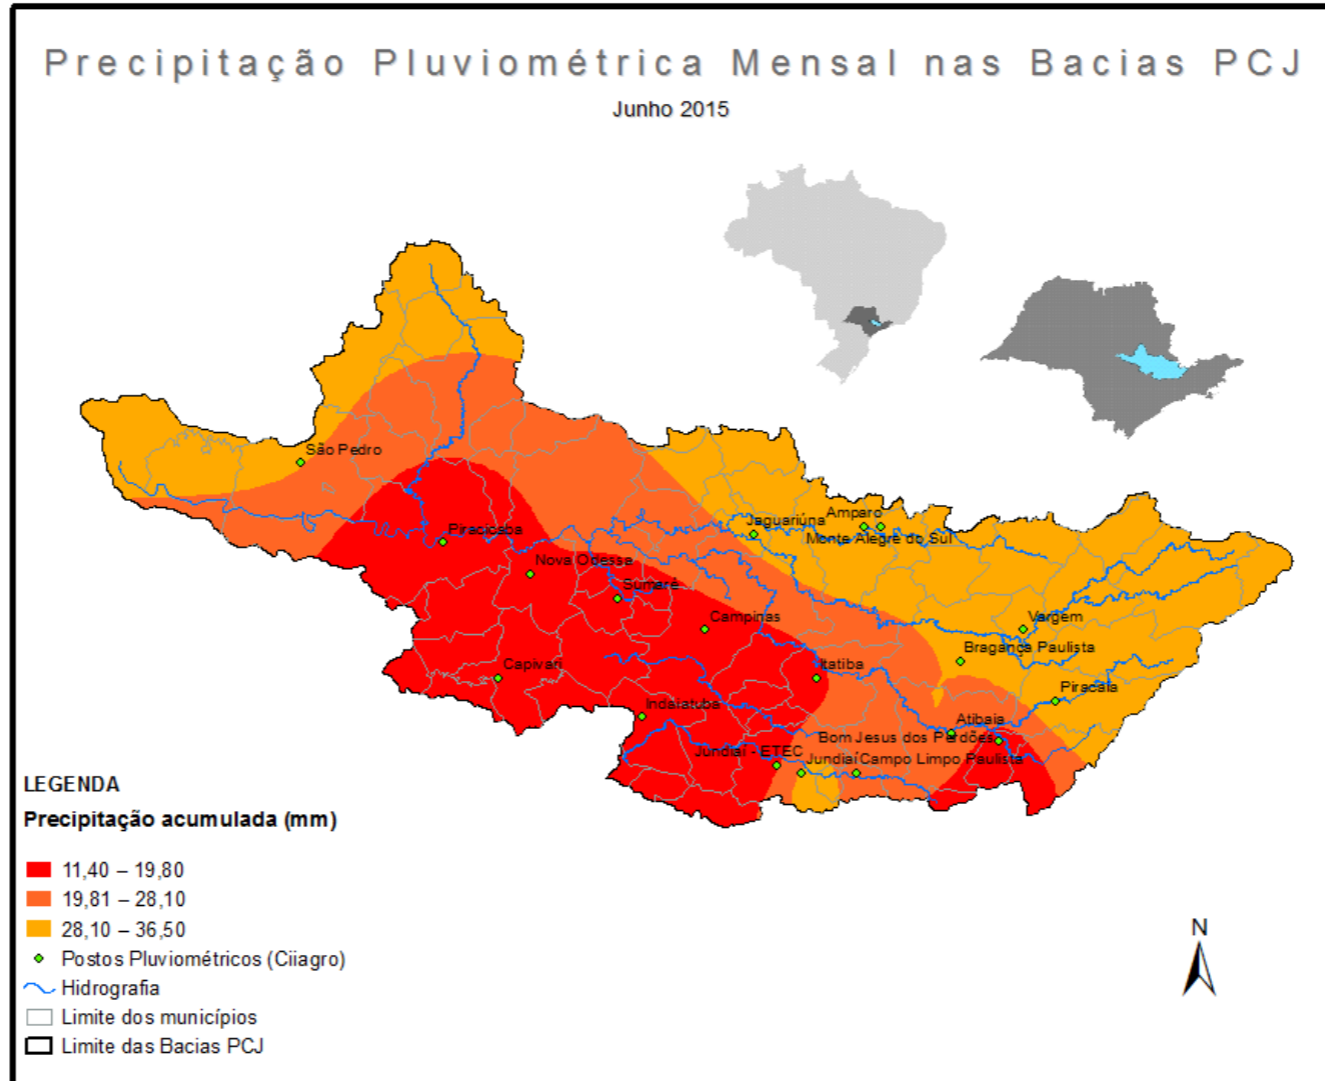 Precipitação Pluviométrica Mensal nas Bacias PCJ
Junho 2015
São Pedro
Piracicaba
Nova Odessa
Sumaré
Campinas
Capivari
Indaiatuba
Jaguariúna
Amparo
Monte Alegre do Sul
Vargem
Bragança Paulista
Itatiba
Piracaia
Atibaia
Bom Jesus dos Perdões
Jundiaí - ETEC
Jundiaí
Campo Limpo Paulista
LEGENDA
Precipitação acumulada (mm)
11,40 – 19,80
19,81 – 28,10
28,10 – 36,50
Postos Pluviométricos (Ciiagro)
Hidrografia
Limite dos municípios
Limite das Bacias PCJ
N